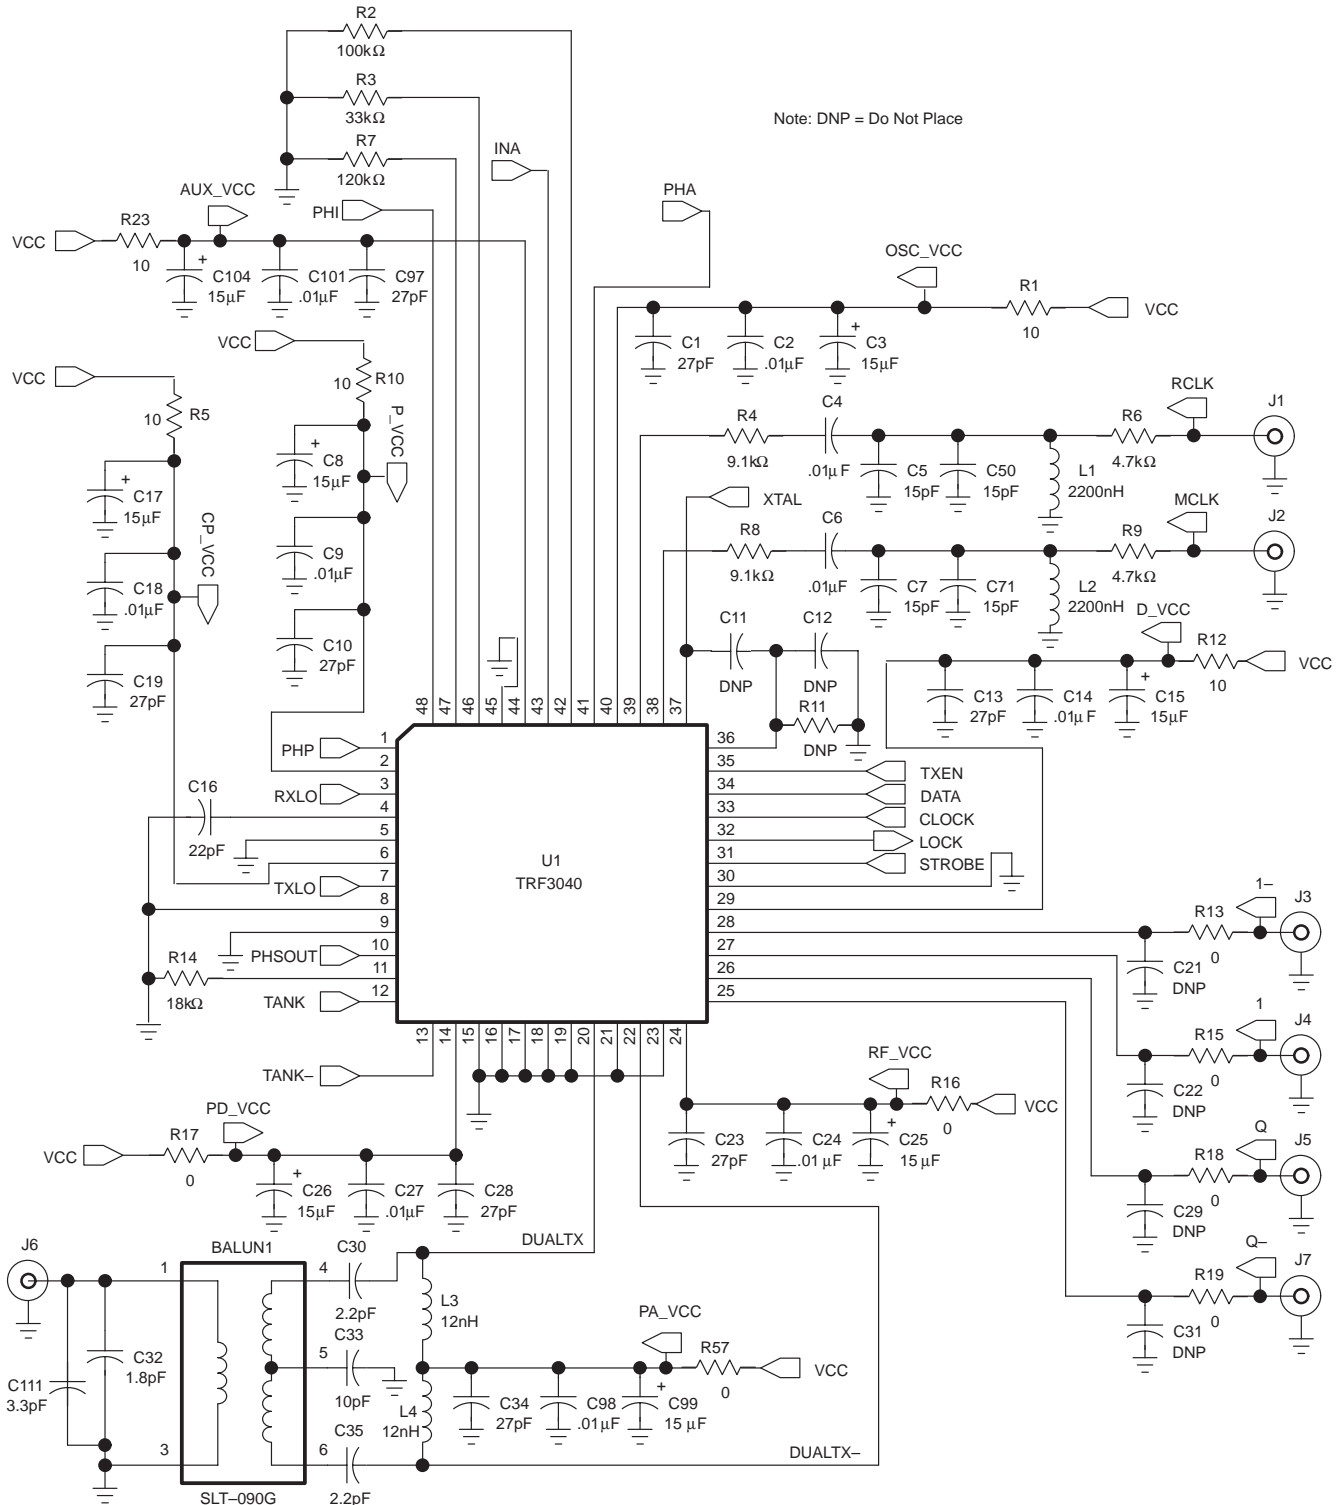 R2
100kΩ
R3
33kΩ
R7
120kΩ
Note: DNP = Do Not Place
INA
PHI
PHA
AUX_VCC
VCC
R23
10
C104
15μF
C101
.01μF
C97
27pF
OSC_VCC
R1
10
VCC
C1
27pF
C2
.01μF
C3
15μF
VCC
10
R10
P_VCC
C8
15μF
C9
.01μF
C10
27pF
VCC
10
R5
C17
15μF
CP_VCC
C18
.01μF
C19
27pF
R4
9.1kΩ
C4
.01μF
C5
15pF
C50
15pF
L1
2200nH
R6
4.7kΩ
RCLK
J1
XTAL
R8
9.1kΩ
C6
.01μF
C7
15pF
C71
15pF
L2
2200nH
R9
4.7kΩ
MCLK
J2
C11
DNP
C12
DNP
R11
DNP
D_VCC
R12
10
VCC
C13
27pF
C14
.01μF
C15
15μF
48 47 46 45 44 43 42 41 40 39 38 37
PHP
RXLO
C16
22pF
TXLO
PHSOUT
R14
18kΩ
TANK
1
2
3
4
5
6
7
8
9
10
11
12
U1
TRF3040
36
35
34
33
32
31
30
29
28
27
26
25
TXEN
DATA
CLOCK
LOCK
STROBE
13 14 15 16 17 18 19 20 21 22 23 24
TANK–
1–
R13
0
J3
C21
DNP
1
R15
0
J4
C22
DNP
Q
R18
0
J5
C29
DNP
Q–
R19
0
J7
C31
DNP
RF_VCC
R16
0
VCC
C23
27pF
C24
.01μF
C25
15μF
PD_VCC
VCC
R17
0
C26
15μF
C27
.01μF
C28
27pF
DUALTX
J6
BALUN1
1
3
4
5
6
SLT–090G
C111
3.3pF
C32
1.8pF
C30
2.2pF
C33
10pF
C35
2.2pF
L3
12nH
L4
12nH
PA_VCC
R57
0
VCC
C34
27pF
C98
.01μF
C99
15μF
DUALTX–